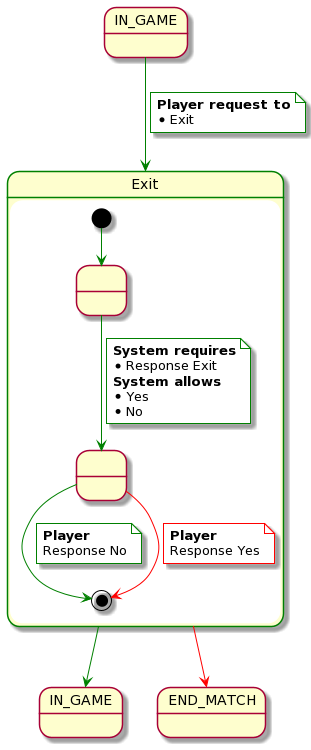 IN_GAME
Player request to
• Exit
Exit
System requires
• Response Exit
System allows
• Yes
• No
Player
Response No
Player
Response Yes
IN_GAME
END_MATCH